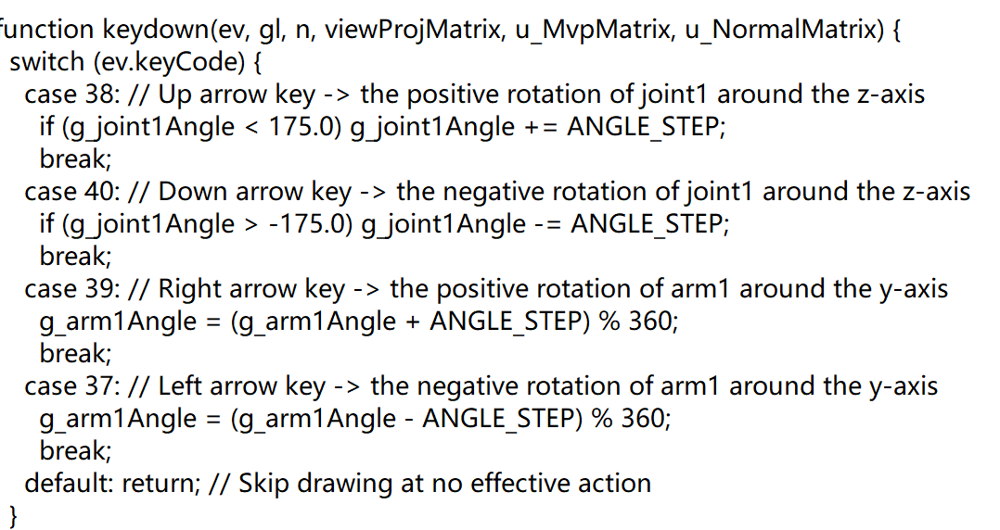 function keydown(ev, gl, n, viewProjMatrix, u_MvpMatrix, u_NormalMatrix) {
switch (ev.keyCode) {
case 38: // Up arrow key -> the positive rotation of joint1 around the z-axis
if (g_joint1Angle < 175.0) g_joint1Angle += ANGLE_STEP;
break;
case 40: // Down arrow key -> the negative rotation of joint1 around the z-axis
if (g_joint1Angle > -175.0) g_joint1Angle -= ANGLE_STEP;
break;
case 39: // Right arrow key -> the positive rotation of arm1 around the y-axis
g_arm1Angle = (g_arm1Angle + ANGLE_STEP) % 360;
break;
case 37: // Left arrow key -> the negative rotation of arm1 around the y-axis
g_arm1Angle = (g_arm1Angle - ANGLE_STEP) % 360;
break;
default: return; // Skip drawing at no effective action
}